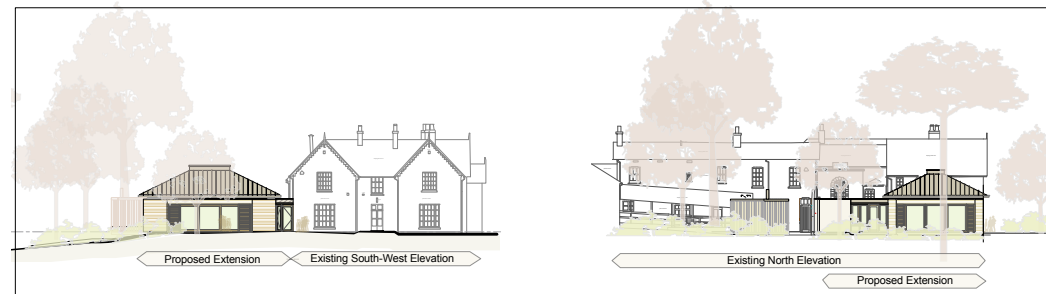 Proposed Extension
Existing South-West Elevation
Existing North Elevation
Proposed Extension